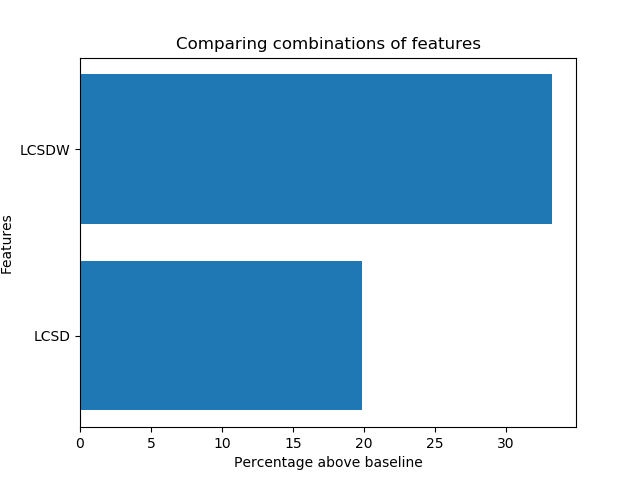 Comparing combinations of features
LCSDW
LCSD
Features
0 5 10 15 20 25 30
Percentage above baseline